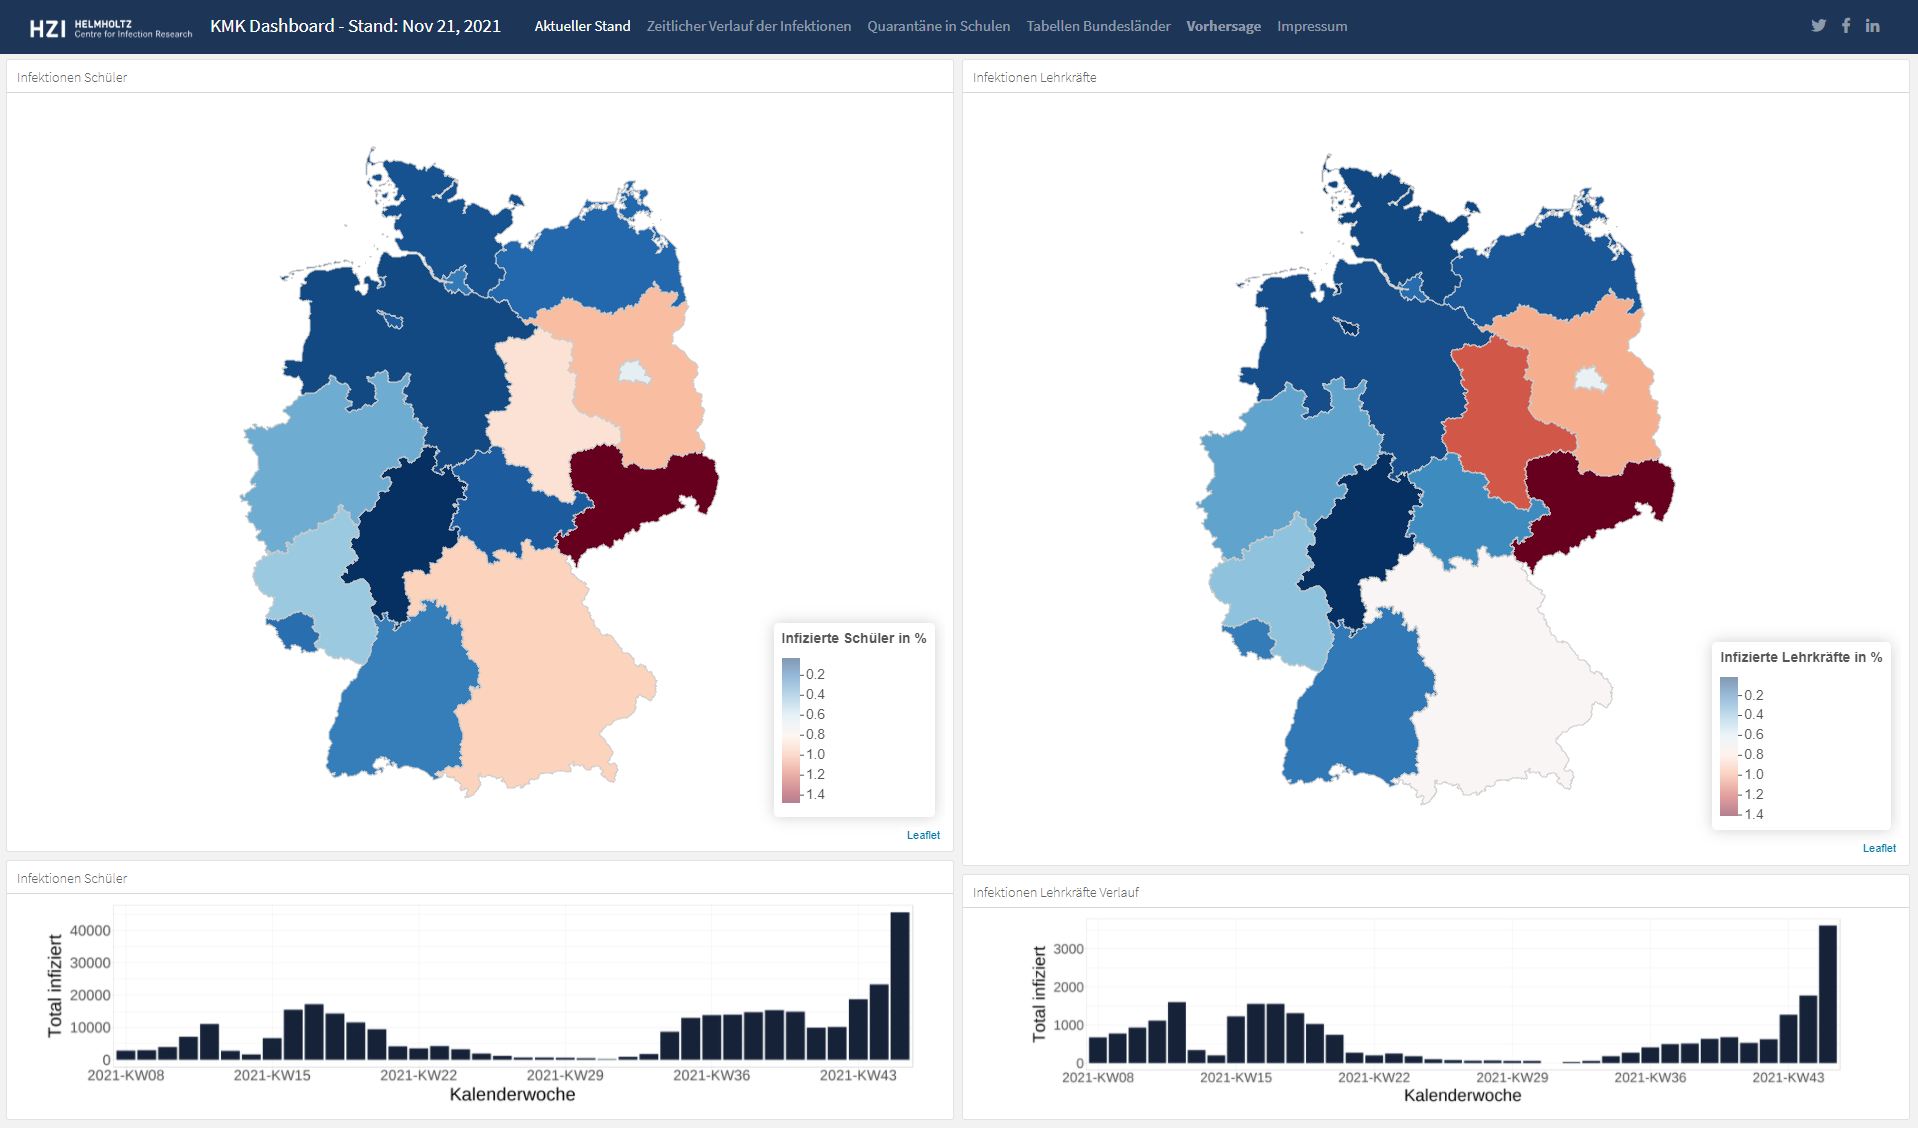 HZI HELMHOLTZ
Centre for Infection Research
KMK Dashboard - Stand: Nov 21, 2021
Aktueller Stand
Zeitlicher Verlauf der Infektionen
Quarantäne in Schulen
Tabellen Bundesländer
Vorhersage
Impressum
Infektionen Schüler
Infizierte Schüler in %
0.2
0.4
0.6
0.8
1.0
1.2
1.4
Leaflet
Infektionen Lehrkräfte
Infizierte Lehrkräfte in %
0.2
0.4
0.6
0.8
1.0
1.2
1.4
Leaflet
Infektionen Schüler
Total infiziert
40000
30000
20000
10000
0
2021-KW08 2021-KW15 2021-KW22 2021-KW29 2021-KW36 2021-KW43
Kalenderwoche
Infektionen Lehrkräfte Verlauf
Total infiziert
3000
2000
1000
0
2021-KW08 2021-KW15 2021-KW22 2021-KW29 2021-KW36 2021-KW43
Kalenderwoche